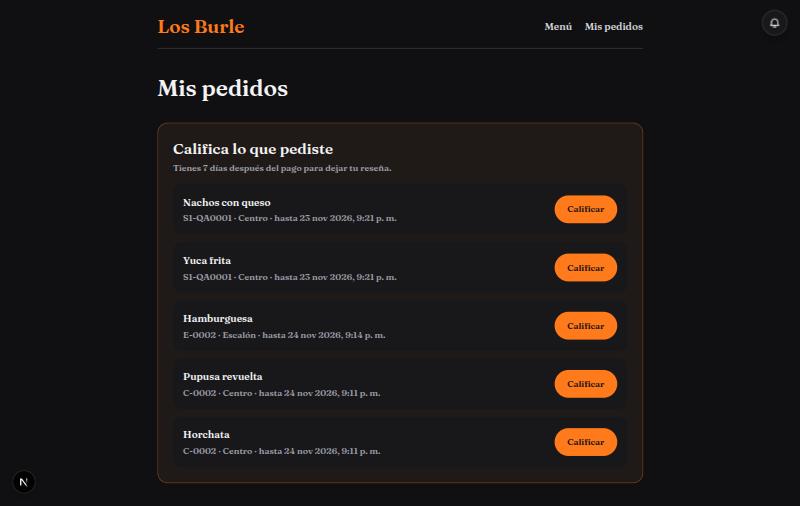 Los Burle
Menú
Mis pedidos
Mis pedidos
Califica lo que pediste
Tienes 7 días después del pago para dejar tu reseña.
Nachos con queso
S1-QA0001 · Centro · hasta 23 nov 2026, 9:21 p. m.
Calificar
Yuca frita
S1-QA0001 · Centro · hasta 23 nov 2026, 9:21 p. m.
Calificar
Hamburguesa
E-0002 · Escalón · hasta 24 nov 2026, 9:14 p. m.
Calificar
Pupusa revuelta
C-0002 · Centro · hasta 24 nov 2026, 9:11 p. m.
Calificar
Horchata
C-0002 · Centro · hasta 24 nov 2026, 9:11 p. m.
Calificar
N